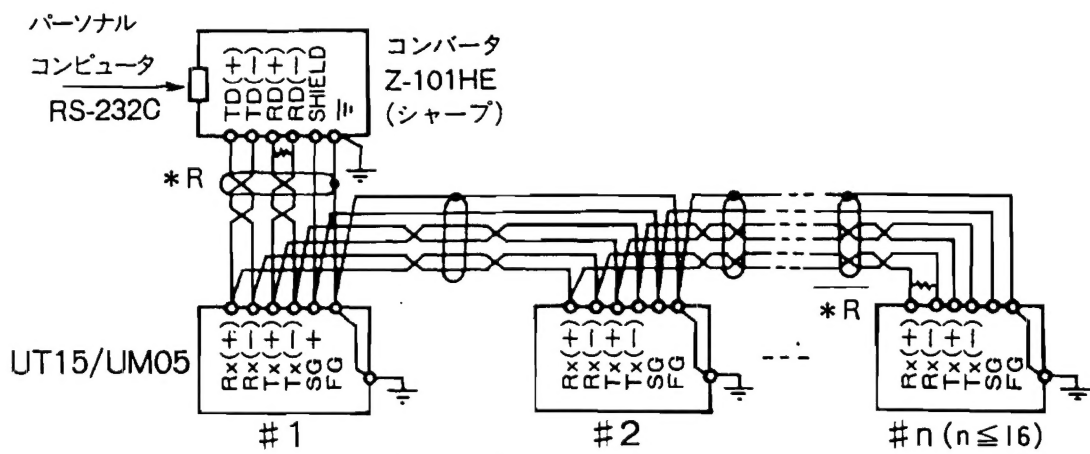 パーソナル
コンピュータ
RS-232C
TD(+)
TD(-)
RD(+)
RD(-)
SHIELD
コンバータ
Z-101HE
(シャープ)
*R
*R
UT15/UM05
Rx(+)
Rx(-)
Tx(+)
Tx(-)
SG+
FG
Rx(+)
Rx(-)
Tx(+)
Tx(-)
SG
FG
Rx(+)
Rx(-)
Tx(+)
Tx(-)
SG
FG
#1
#2
#n (n≦16)